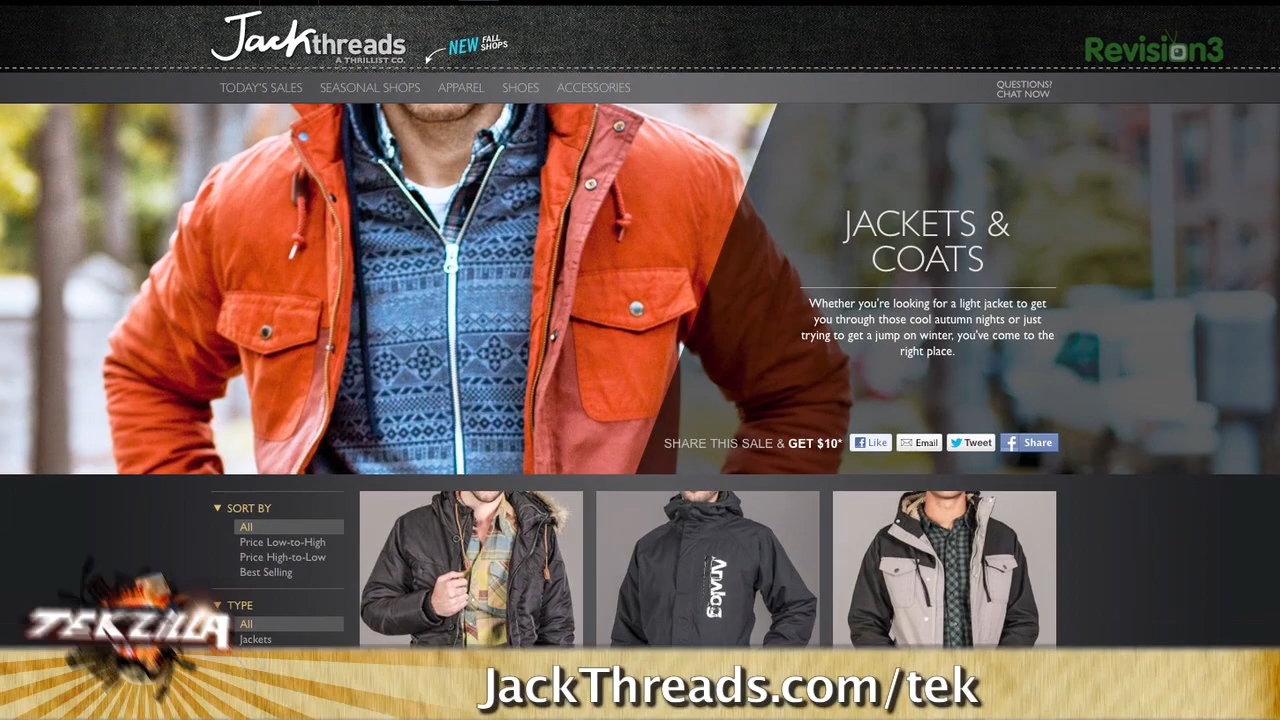 Jackthreads
A THRILLIST CO.
NEW FALL SHOPS
Revision3
TODAY'S SALES SEASONAL SHOPS APPAREL SHOES ACCESSORIES
QUESTIONS?
CHAT NOW
JACKETS &
COATS
Whether you're looking for a light jacket to get
you through those cool autumn nights or just
trying to get a jump on winter, you've come to the
right place.
SHARE THIS SALE & GET $10* Like Email Tweet Share
SORT BY
All
Price Low-to-High
Price High-to-Low
Best Selling
TYPE
All
Jackets
Analog
TEKZILLA
JackThreads.com/tek